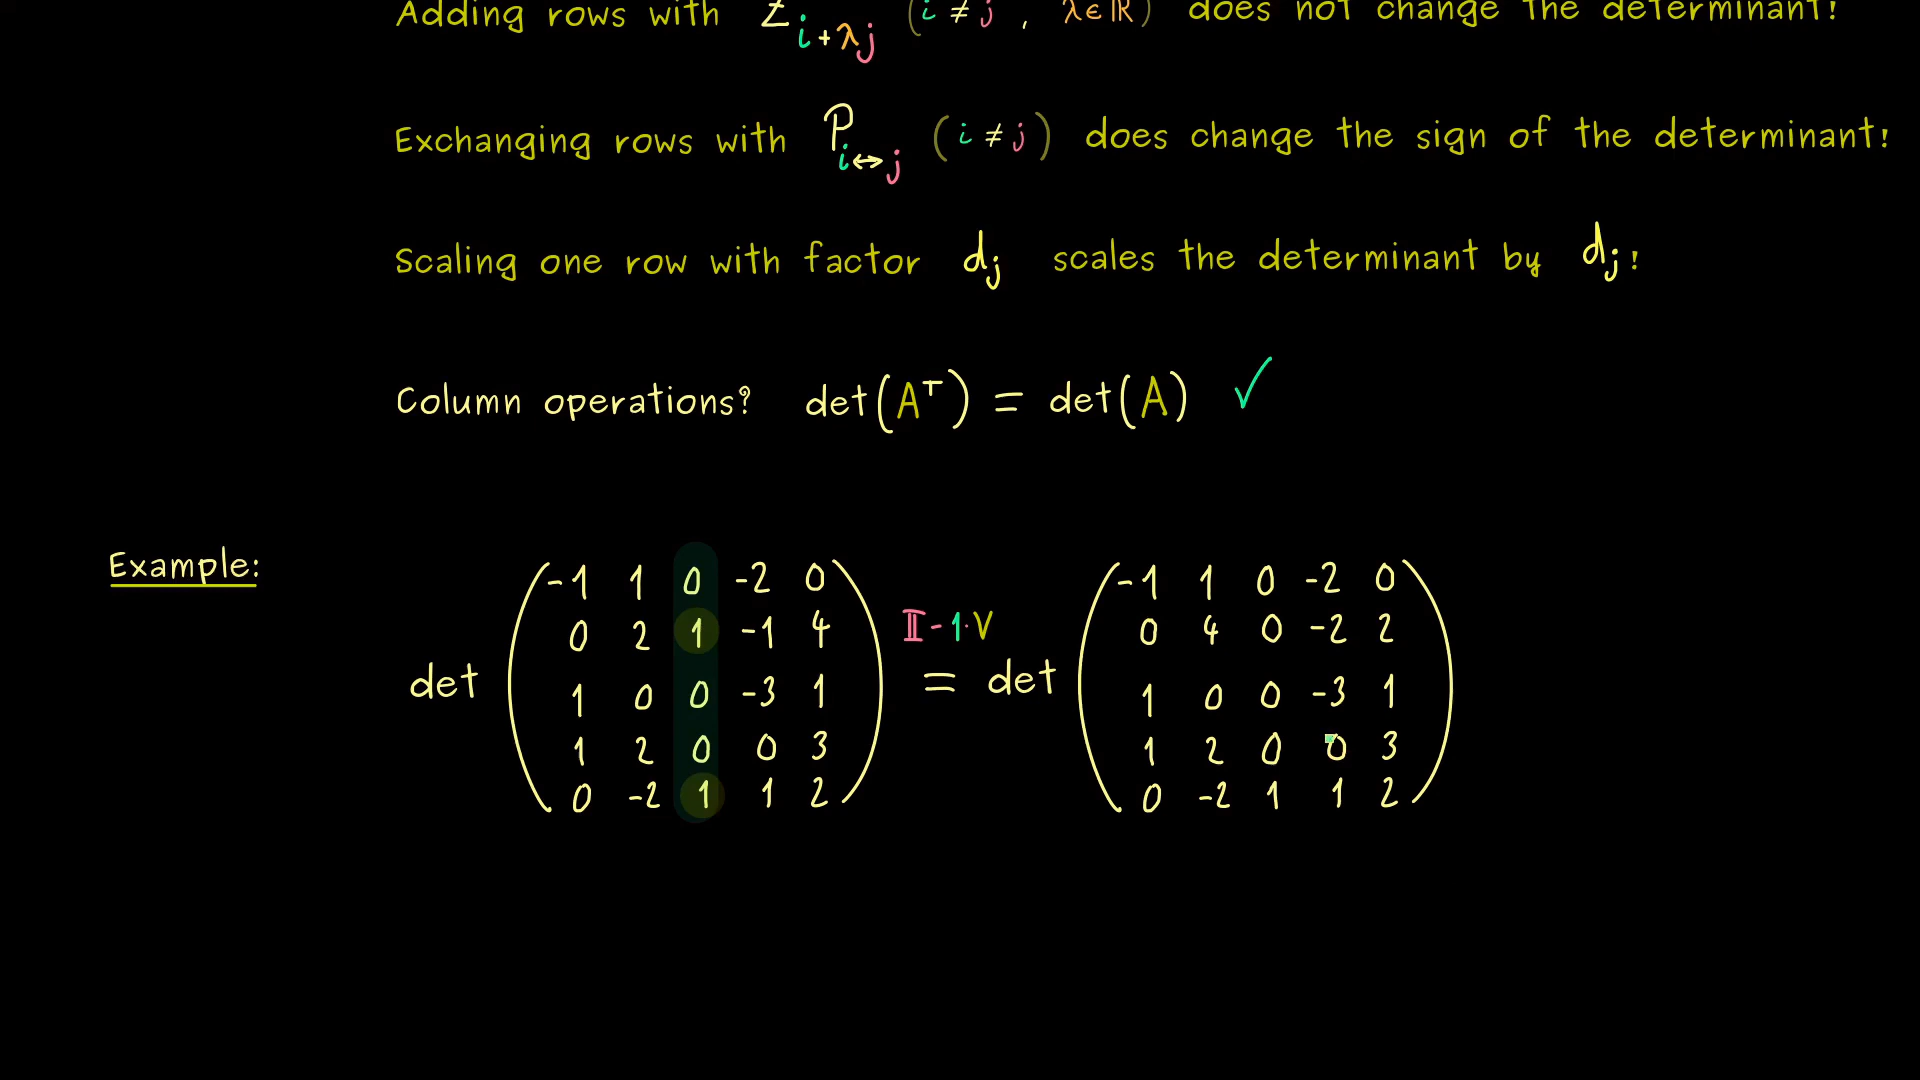 Adding rows with Z_{i+λj} (i ≠ j , λ ∈ ℝ) does not change the determinant!
Exchanging rows with P_{i↔j} (i ≠ j) does change the sign of the determinant!
Scaling one row with factor d_j scales the determinant by d_j!
Column operations? det(Aᵀ) = det(A) ✓
Example:
-1 1 0 -2 0
0 2 1 -1 4
det 1 0 0 -3 1
1 2 0 0 3
0 -2 1 1 2
II - 1·V
=
-1 1 0 -2 0
0 4 0 -2 2
det 1 0 0 -3 1
1 2 0 0 3
0 -2 1 1 2